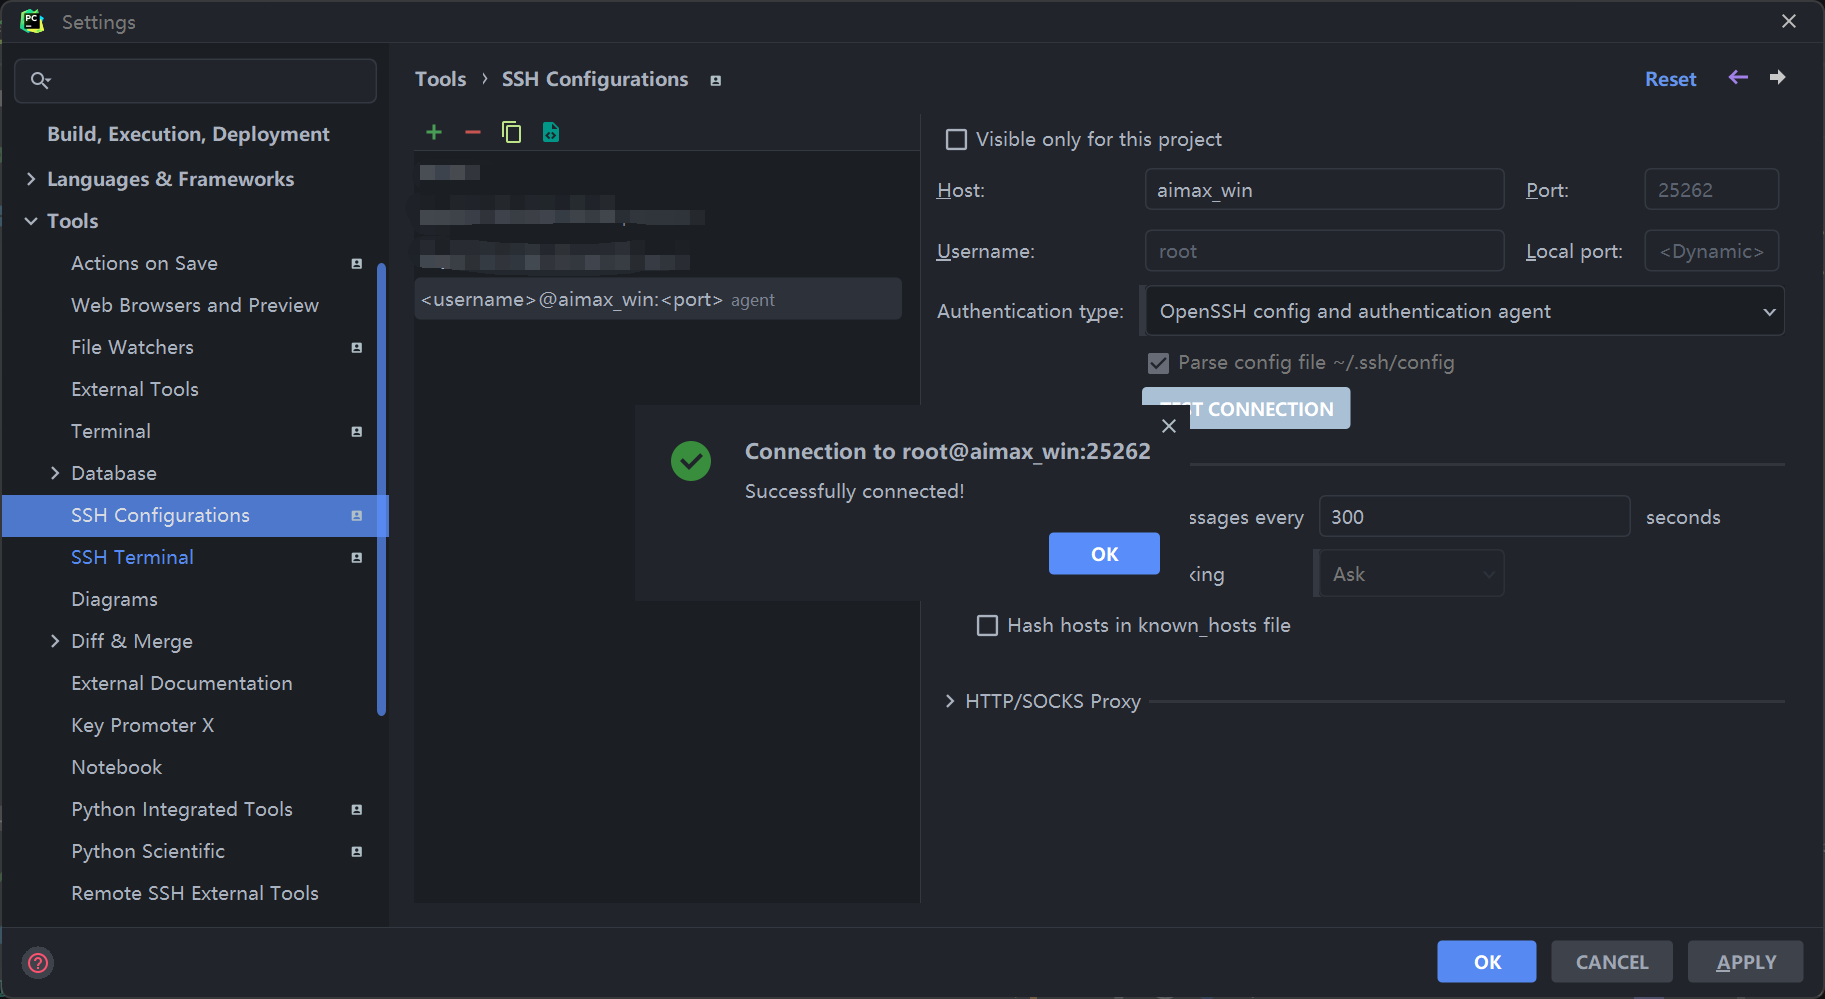 PC
Settings
Build, Execution, Deployment
Languages & Frameworks
Tools
Actions on Save
Web Browsers and Preview
File Watchers
External Tools
Terminal
Database
SSH Configurations
SSH Terminal
Diagrams
Diff & Merge
External Documentation
Key Promoter X
Notebook
Python Integrated Tools
Python Scientific
Remote SSH External Tools
Tools › SSH Configurations
Reset
<username>@aimax_win:<port> agent
Visible only for this project
Host: aimax_win Port: 25262
Username: root Local port: <Dynamic>
Authentication type: OpenSSH config and authentication agent
Parse config file ~/.ssh/config
CONNECTION
Connection to root@aimax_win:25262
Successfully connected!
OK
ssages every 300 seconds
king Ask
Hash hosts in known_hosts file
HTTP/SOCKS Proxy
?
OK CANCEL APPLY